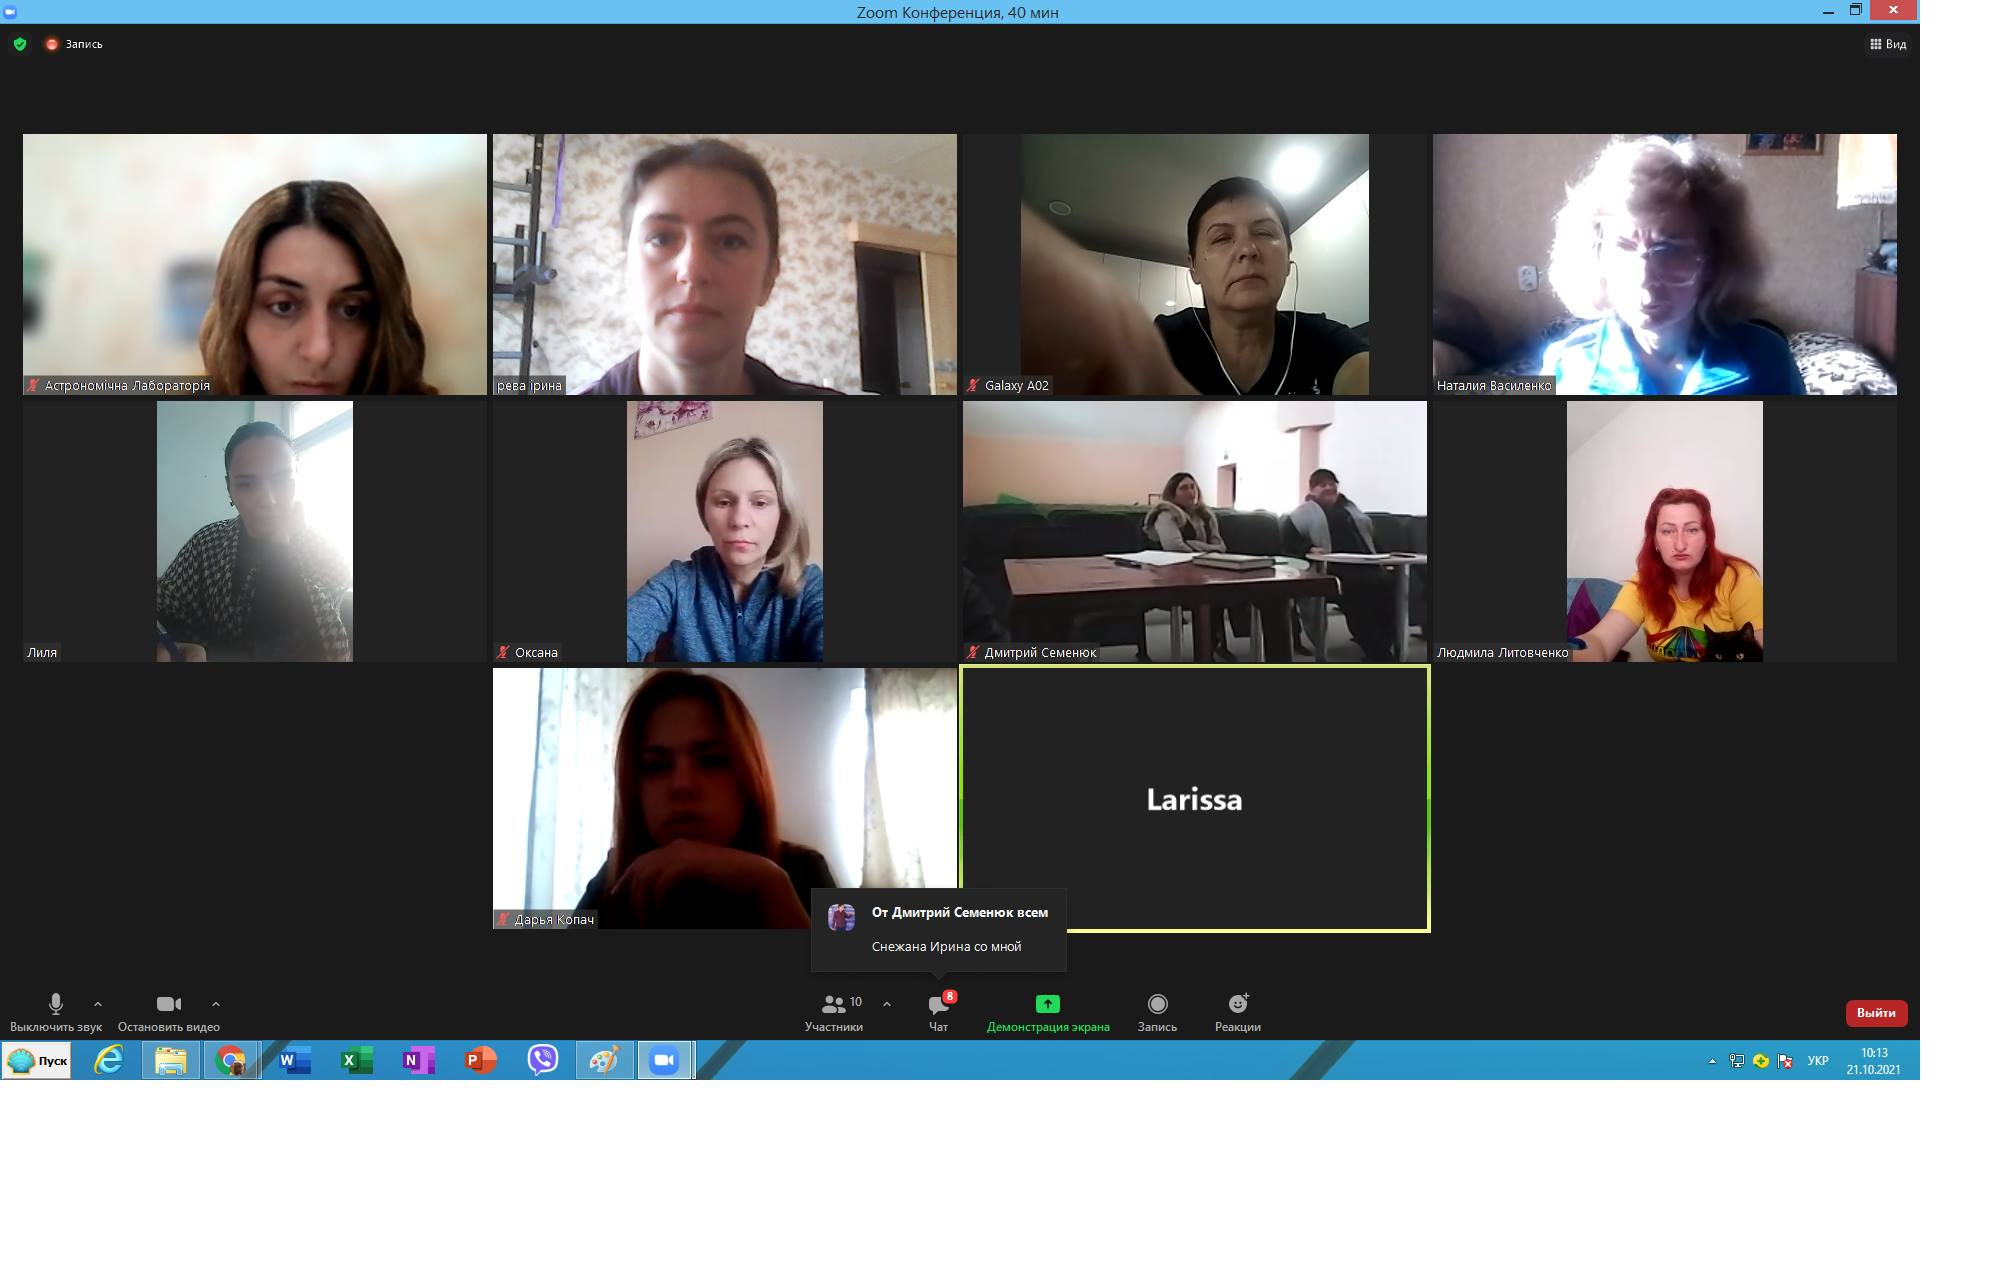 Zoom Конференция, 40 мин
Запись
Вид
Астрономічна Лабораторія
рева ірина
Galaxy A02
Наталия Василенко
Лиля
Оксана
Дмитрий Семенюк
Людмила Литовченко
Дарья Копач
Larissa
От Дмитрий Семенюк всем
Снежана Ирина со мной
Выключить звук
Остановить видео
10
Участники
8
Чат
Демонстрация экрана
Запись
Реакции
Выйти
Пуск
УКР
10:13
21.10.2021